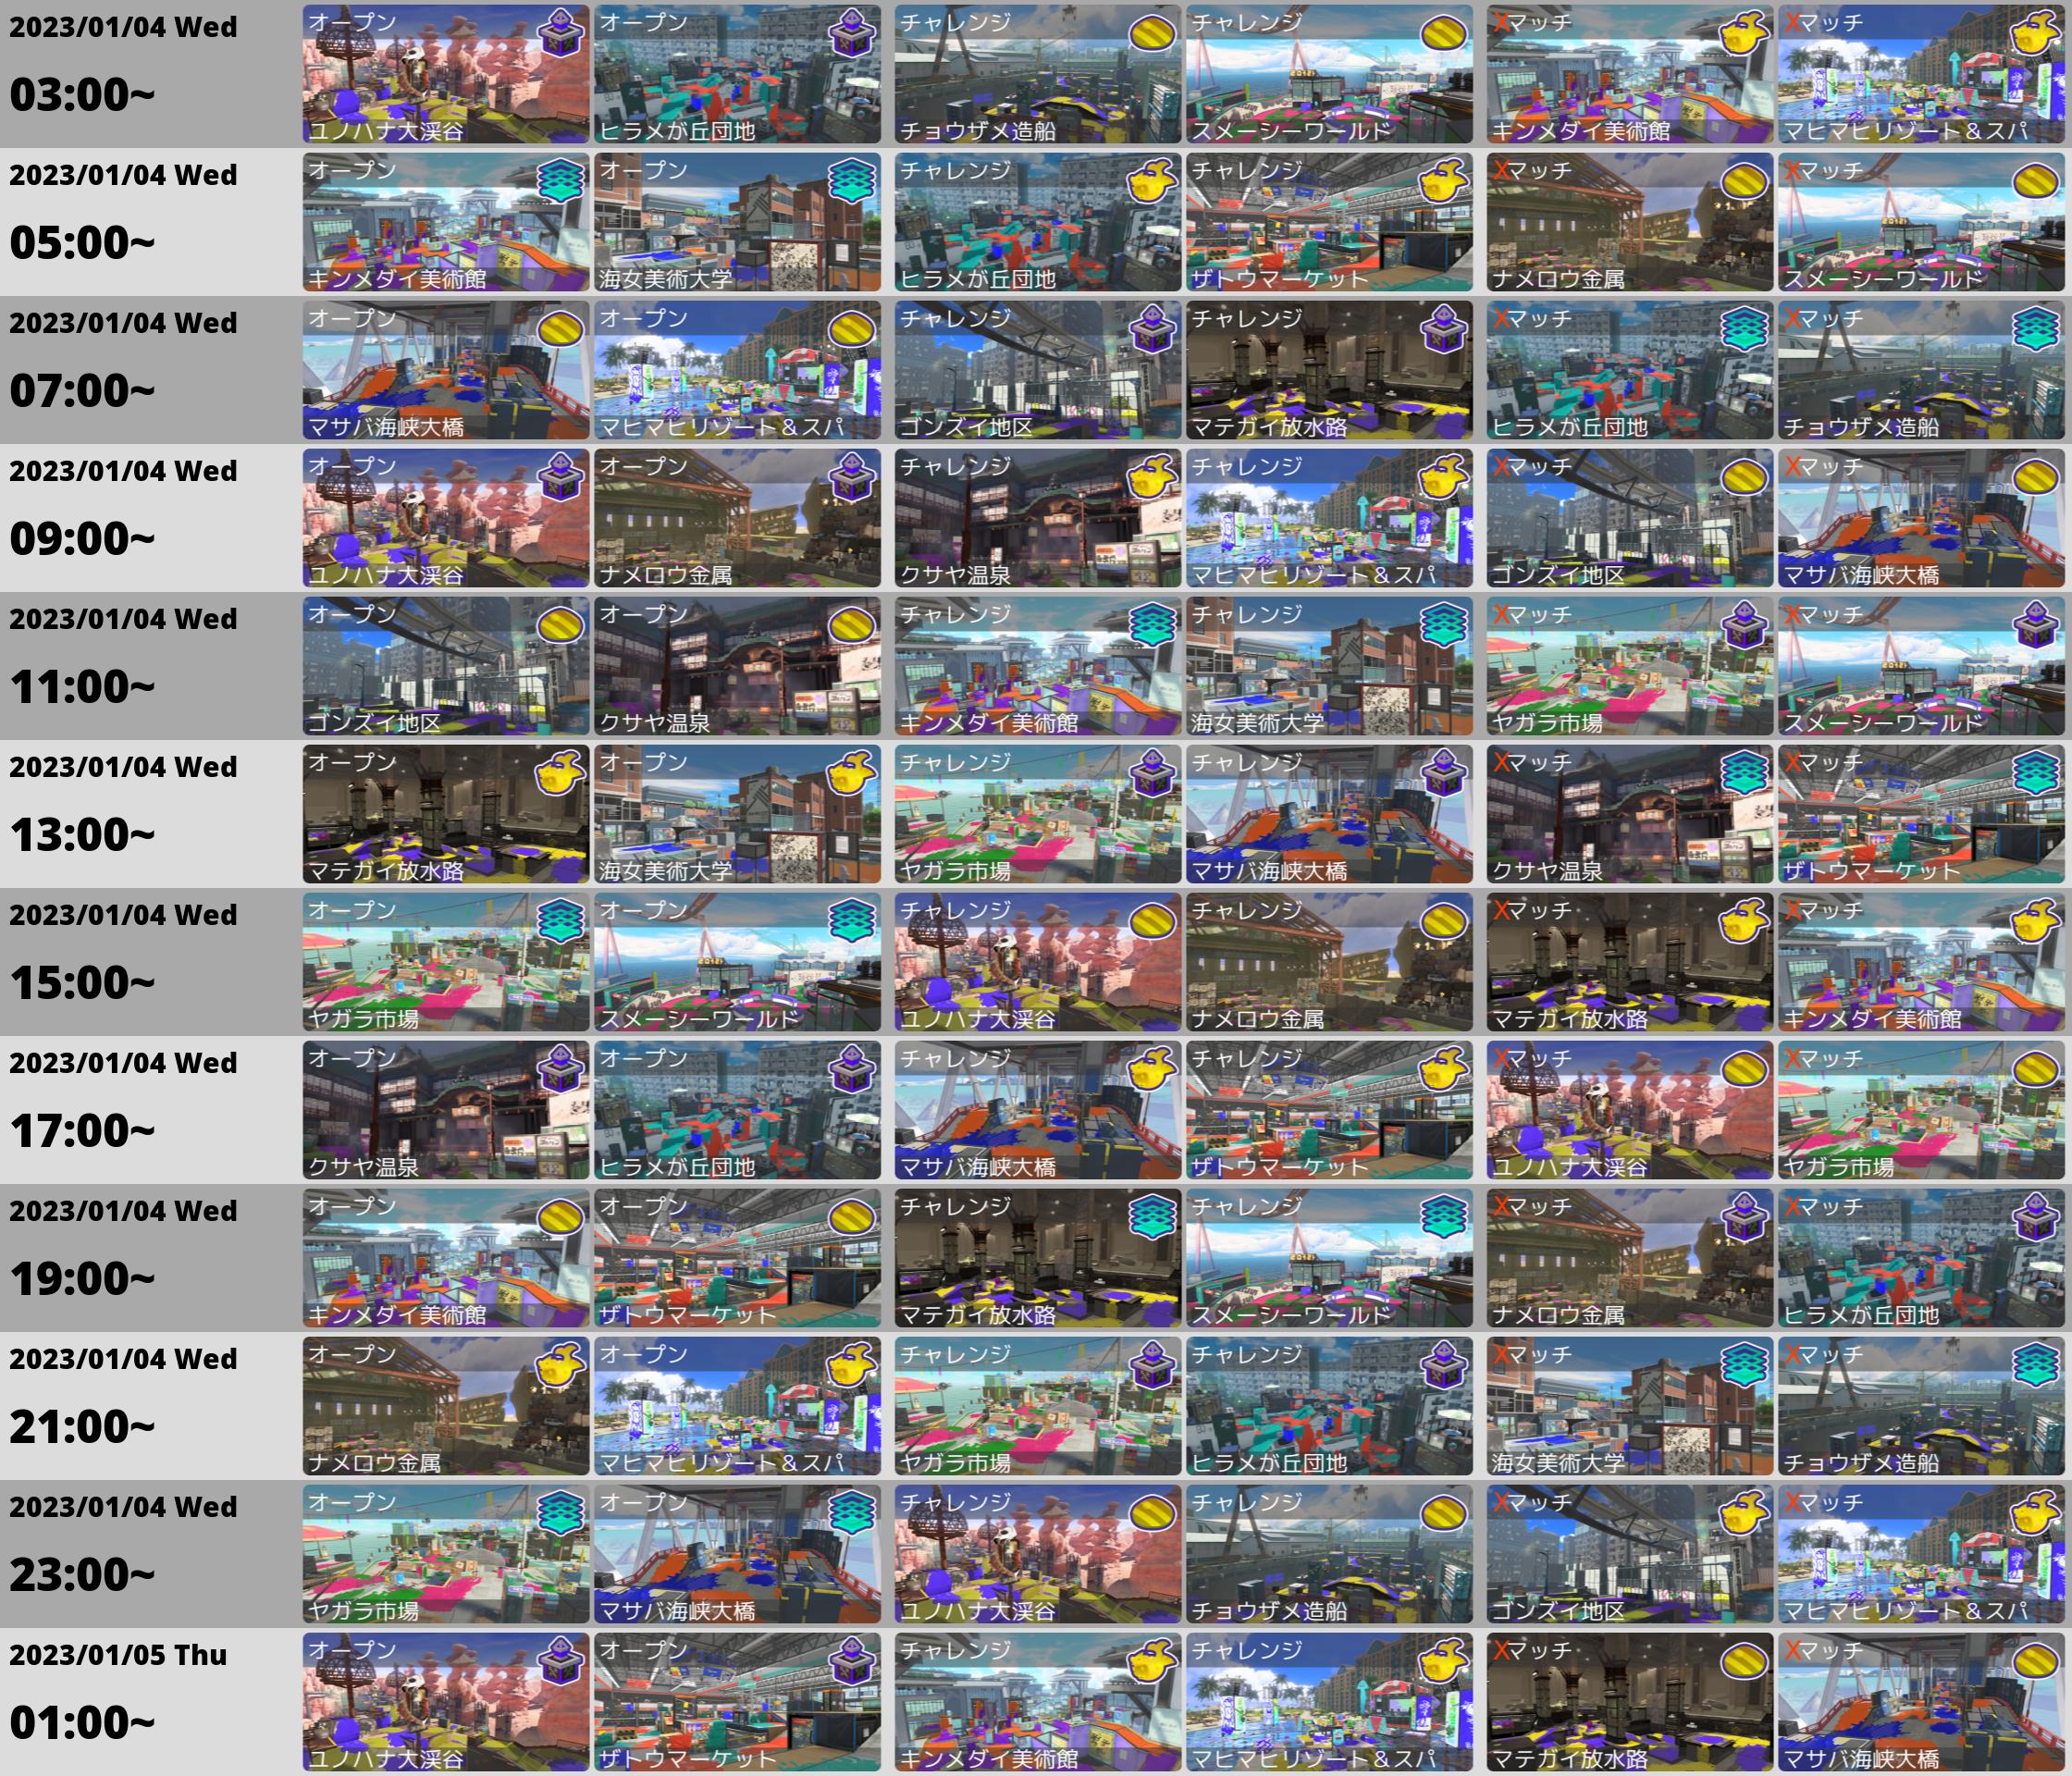 2023/01/04 Wed
03:00~
オープン オープン チャレンジ チャレンジ Xマッチ Xマッチ
ユノハナ大渓谷 ヒラメが丘団地 チョウザメ造船 スメーシーワールド キンメダイ美術館 マヒマヒリゾート＆スパ
2023/01/04 Wed
05:00~
オープン オープン チャレンジ チャレンジ Xマッチ Xマッチ
キンメダイ美術館 海女美術大学 ヒラメが丘団地 ザトウマーケット ナメロウ金属 スメーシーワールド
2023/01/04 Wed
07:00~
オープン オープン チャレンジ チャレンジ Xマッチ Xマッチ
マサバ海峡大橋 マヒマヒリゾート＆スパ ゴンズイ地区 マテガイ放水路 ヒラメが丘団地 チョウザメ造船
2023/01/04 Wed
09:00~
オープン オープン チャレンジ チャレンジ Xマッチ Xマッチ
ユノハナ大渓谷 ナメロウ金属 クサヤ温泉 マヒマヒリゾート＆スパ ゴンズイ地区 マサバ海峡大橋
2023/01/04 Wed
11:00~
オープン オープン チャレンジ チャレンジ Xマッチ Xマッチ
ゴンズイ地区 クサヤ温泉 キンメダイ美術館 海女美術大学 ヤガラ市場 スメーシーワールド
2023/01/04 Wed
13:00~
オープン オープン チャレンジ チャレンジ Xマッチ Xマッチ
マテガイ放水路 海女美術大学 ヤガラ市場 マサバ海峡大橋 クサヤ温泉 ザトウマーケット
2023/01/04 Wed
15:00~
オープン オープン チャレンジ チャレンジ Xマッチ Xマッチ
ヤガラ市場 スメーシーワールド ユノハナ大渓谷 ナメロウ金属 マテガイ放水路 キンメダイ美術館
2023/01/04 Wed
17:00~
オープン オープン チャレンジ チャレンジ Xマッチ Xマッチ
クサヤ温泉 ヒラメが丘団地 マサバ海峡大橋 ザトウマーケット ユノハナ大渓谷 ヤガラ市場
2023/01/04 Wed
19:00~
オープン オープン チャレンジ チャレンジ Xマッチ Xマッチ
キンメダイ美術館 ザトウマーケット マテガイ放水路 スメーシーワールド ナメロウ金属 ヒラメが丘団地
2023/01/04 Wed
21:00~
オープン オープン チャレンジ チャレンジ Xマッチ Xマッチ
ナメロウ金属 マヒマヒリゾート＆スパ ヤガラ市場 ヒラメが丘団地 海女美術大学 チョウザメ造船
2023/01/04 Wed
23:00~
オープン オープン チャレンジ チャレンジ Xマッチ Xマッチ
ヤガラ市場 マサバ海峡大橋 ユノハナ大渓谷 チョウザメ造船 ゴンズイ地区 マヒマヒリゾート＆スパ
2023/01/05 Thu
01:00~
オープン オープン チャレンジ チャレンジ Xマッチ Xマッチ
ユノハナ大渓谷 ザトウマーケット キンメダイ美術館 マヒマヒリゾート＆スパ マテガイ放水路 マサバ海峡大橋